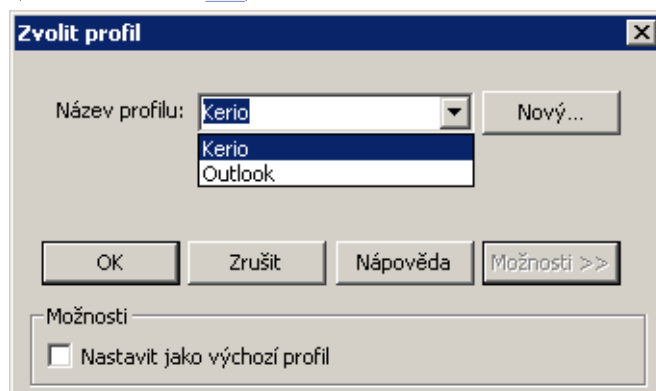 Zvolit profil
Název profilu: Kerio Nový...
Kerio
Outlook
OK Zrušit Nápověda Možnosti >>
Možnosti
Nastavit jako výchozí profil